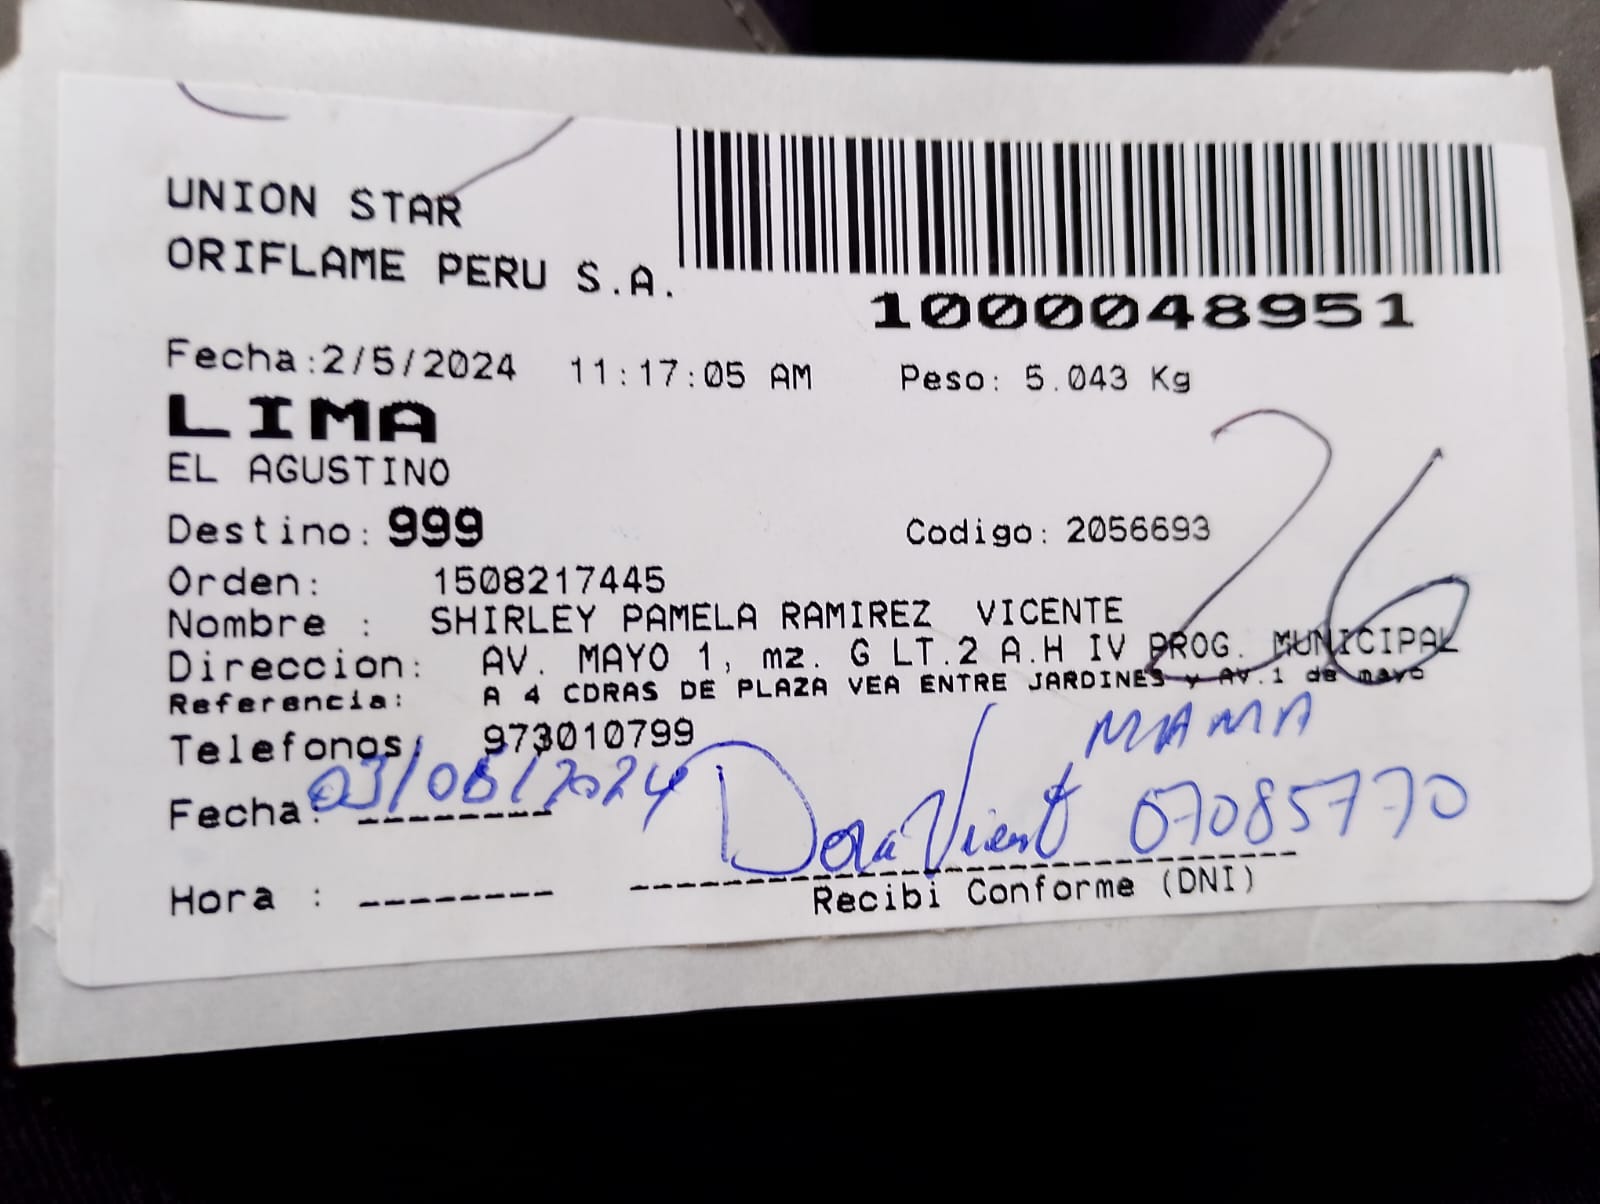 UNION STAR
ORIFLAME PERU S.A.
1000048951
Fecha:2/5/2024 11:17:05 AM Peso: 5.043 Kg
LIMA
EL AGUSTINO
Destino: 999 Codigo: 2056693
26
Orden: 1508217445
Nombre : SHIRLEY PAMELA RAMIREZ VICENTE
Direccion: AV. MAYO 1, mz. G LT.2 A.H IV PROG. MUNICIPAL
Referencia: A 4 CDRAS DE PLAZA VEA ENTRE JARDINES y AV.1 de mayo
Telefonos: 973010799
MAMA
Fecha: 03/05/2024 Dora Vicente 07085770
Hora : Recibi Conforme (DNI)